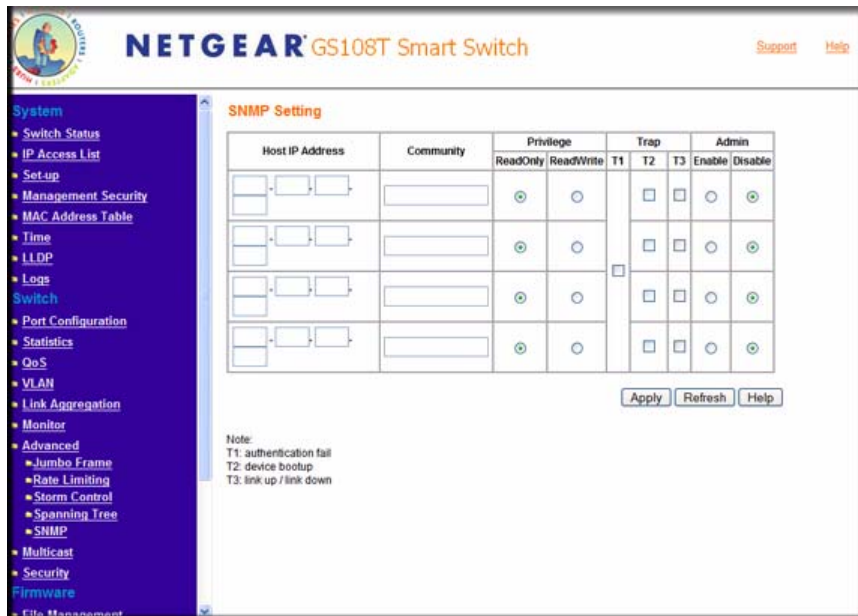 ROUTERS
HUBS
NETGEAR GS108T Smart Switch
Support Help
System
Switch Status
IP Access List
Set-up
Management Security
MAC Address Table
Time
LLDP
Logs
Switch
Port Configuration
Statistics
QoS
VLAN
Link Aggregation
Monitor
Advanced
Jumbo Frame
Rate Limiting
Storm Control
Spanning Tree
SNMP
Multicast
Security
Firmware
File Management
SNMP Setting
Host IP Address Community Privilege Trap Admin
ReadOnly ReadWrite T1 T2 T3 Enable Disable
Apply Refresh Help
Note:
T1: authentication fail
T2: device bootup
T3: link up / link down